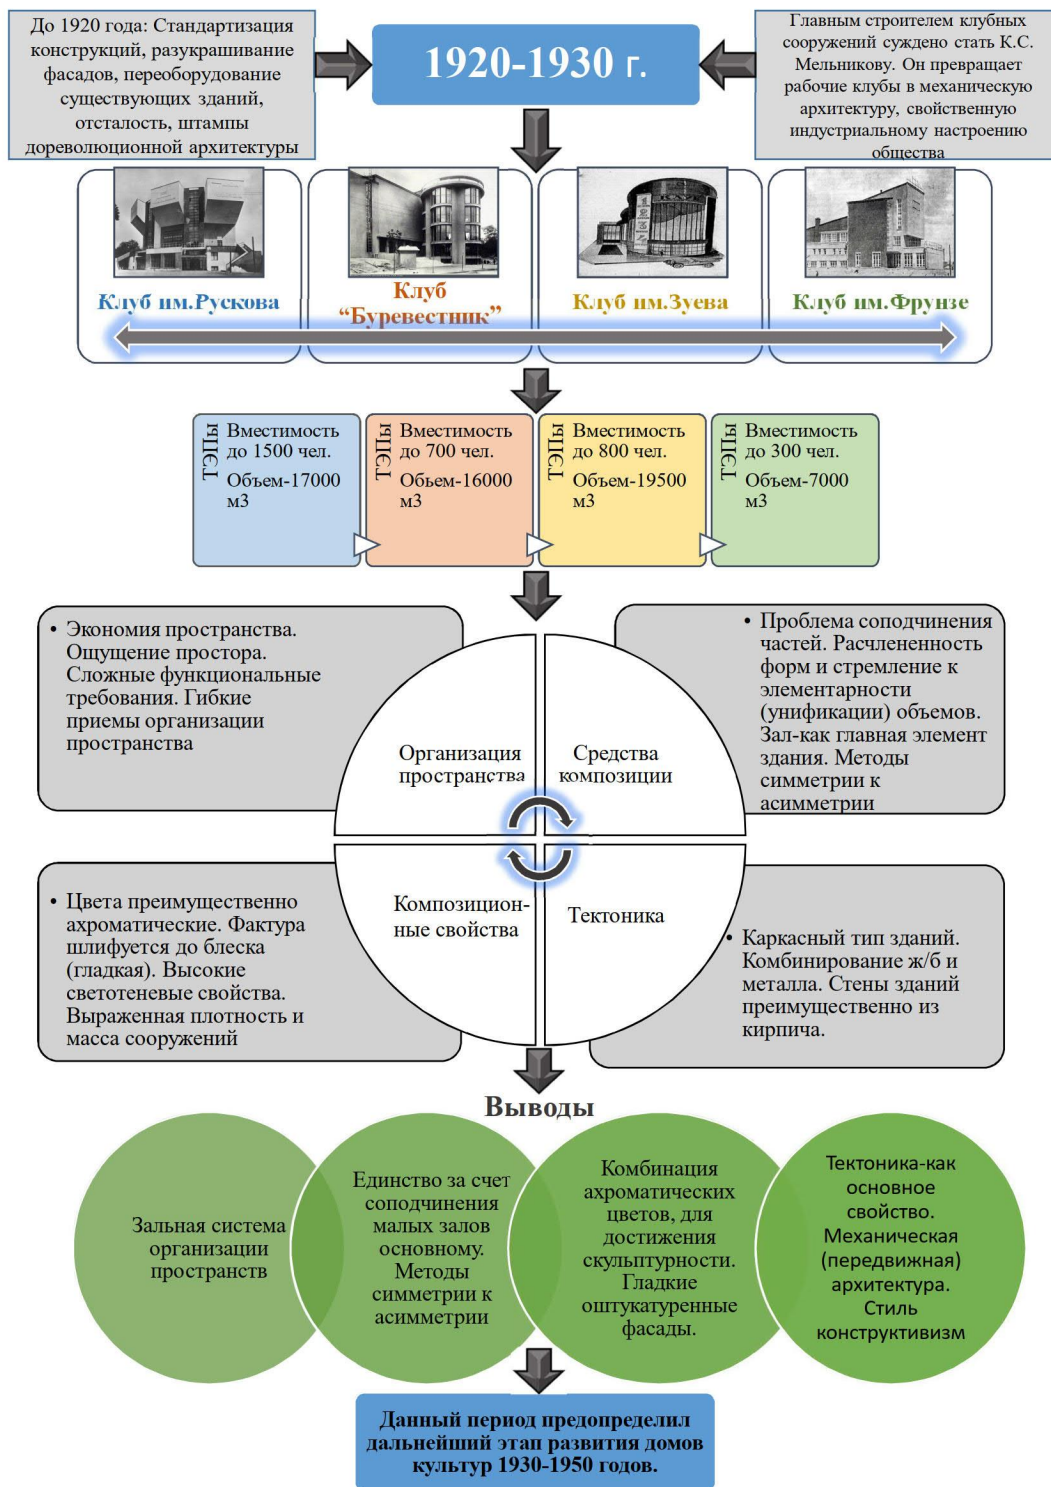 До 1920 года: Стандартизация
конструкций, разукрашивание
фасадов, переоборудование
существующих зданий,
отсталость, штампы
дореволюционной архитектуры
1920-1930 г.
Главным строителем клубных
сооружений суждено стать К.С.
Мельникову. Он превращает
рабочие клубы в механическую
архитектуру, свойственную
индустриальному настроению
общества
Клуб им.Рускова
Клуб
“Буревестник”
Клуб им.Зуева
Клуб им.Фрунзе
ТЭПы
Вместимость
до 1500 чел.
Объем-17000
м3
ТЭПы
Вместимость
до 700 чел.
Обьем-16000
м3
ТЭПы
Вместимость
до 800 чел.
Объем-19500
м3
ТЭПы
Вместимость
до 300 чел.
Объем-7000
м3
• Экономия пространства.
Ощущение простора.
Сложные функциональные
требования. Гибкие
приемы организации
пространства
• Проблема соподчинения
частей. Расчлененность
форм и стремление к
элементарности
(унификации) объемов.
Зал-как главная элемент
здания. Методы
симметрии к
асимметрии
Организация
пространства
Средства
композиции
Композицион-
ные свойства
Тектоника
• Цвета преимущественно
ахроматические. Фактура
шлифуется до блеска
(гладкая). Высокие
светотеневые свойства.
Выраженная плотность и
масса сооружений
• Каркасный тип зданий.
Комбинирование ж/б и
металла. Стены зданий
преимущественно из
кирпича.
Выводы
Зальная система
организации
пространств
Единство за счет
соподчинения
малых залов
основному.
Методы
симметрии к
асимметрии
Комбинация
ахроматических
цветов, для
достижения
скульптурности.
Гладкие
оштукатуренные
фасады.
Тектоника-как
основное
свойство.
Механическая
(передвижная)
архитектура.
Стиль
конструктивизм
Данный период предопределил
дальнейший этап развития домов
культур 1930-1950 годов.